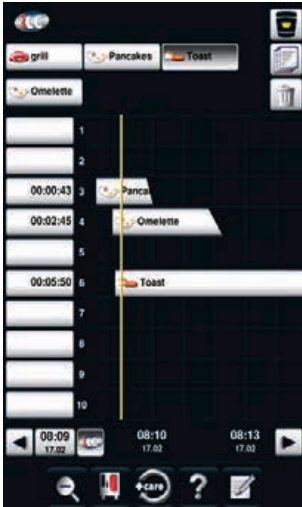 grill Pancakes Toast
Omelette
1
2
00:00:43 3 Panca
00:02:45 4 Omelette
5
00:05:50 6 Toast
7
8
9
10
08:09 08:10 08:13
17.02 17.02 17.02
+care ?